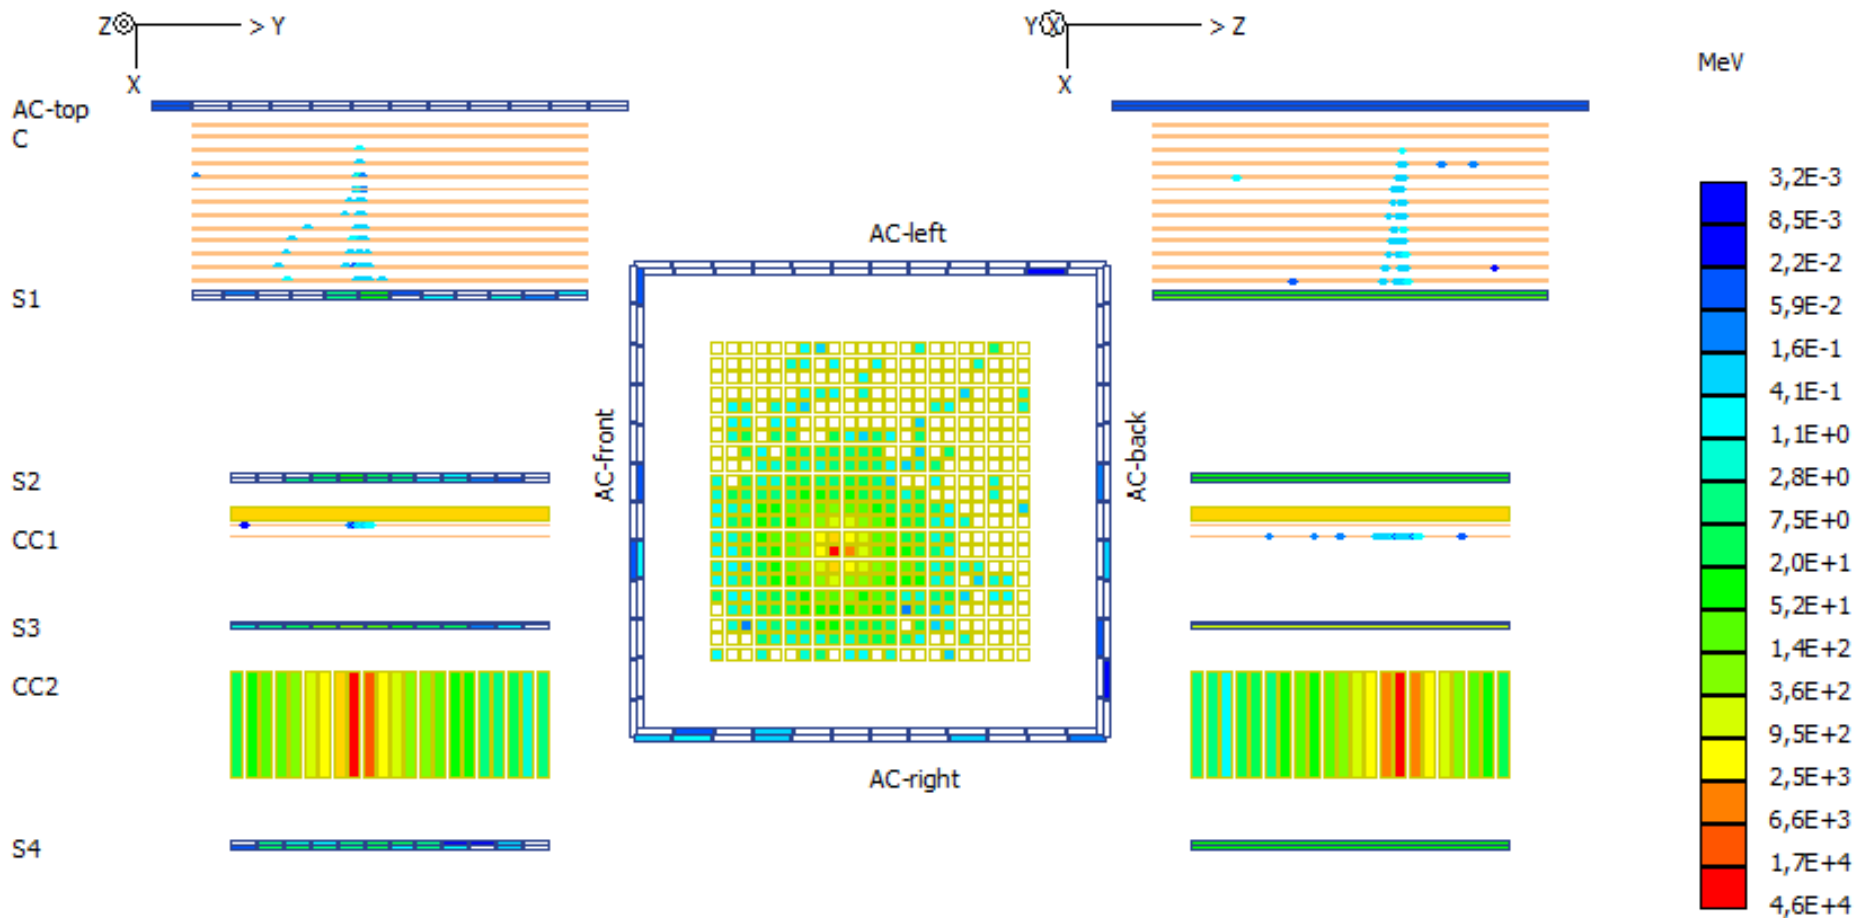 Z > Y
X
Y X > Z
X
MeV
AC-top
C
S1
S2
CC1
S3
CC2
S4
AC-left
AC-front
AC-back
AC-right
3,2E-3
8,5E-3
2,2E-2
5,9E-2
1,6E-1
4,1E-1
1,1E+0
2,8E+0
7,5E+0
2,0E+1
5,2E+1
1,4E+2
3,6E+2
9,5E+2
2,5E+3
6,6E+3
1,7E+4
4,6E+4